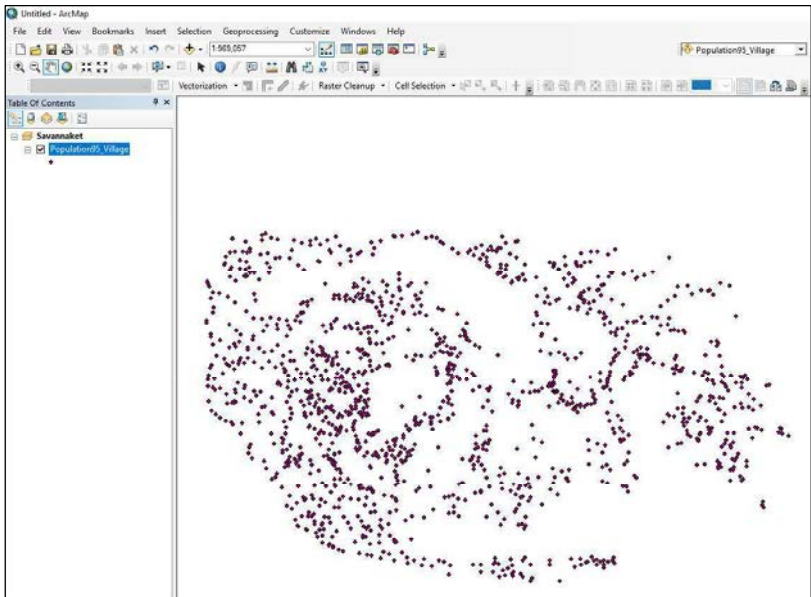 Untitled - ArcMap
File Edit View Bookmarks Insert Selection Geoprocessing Customize Windows Help
1:969,057
Population95_Village
Vectorization Raster Cleanup Cell Selection
Table Of Contents
Savannaket
Population95_Village